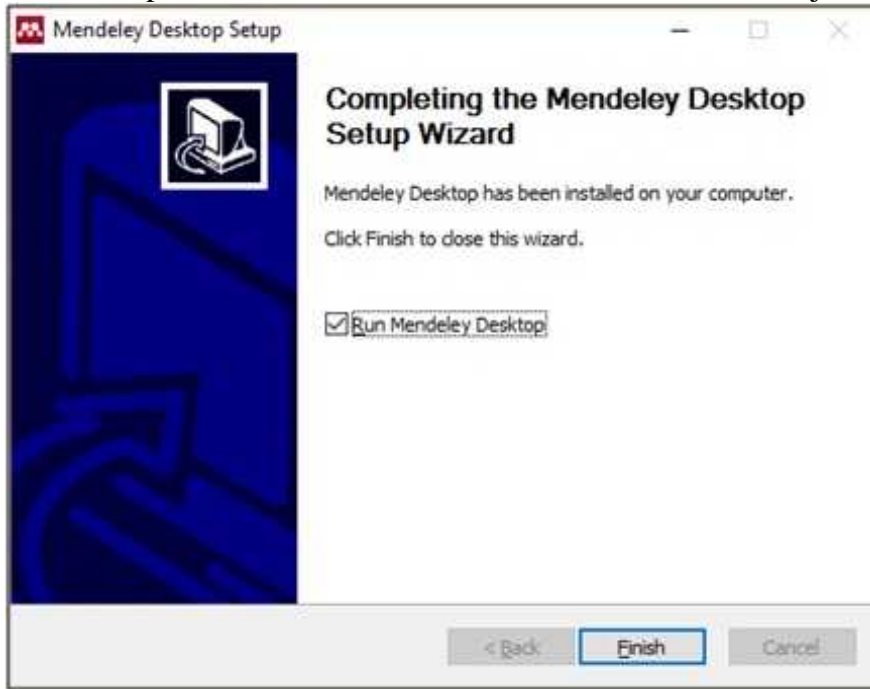 Mendeley Desktop Setup
Completing the Mendeley Desktop
Setup Wizard
Mendeley Desktop has been installed on your computer.
Click Finish to close this wizard.
Run Mendeley Desktop
< Back
Finish
Cancel